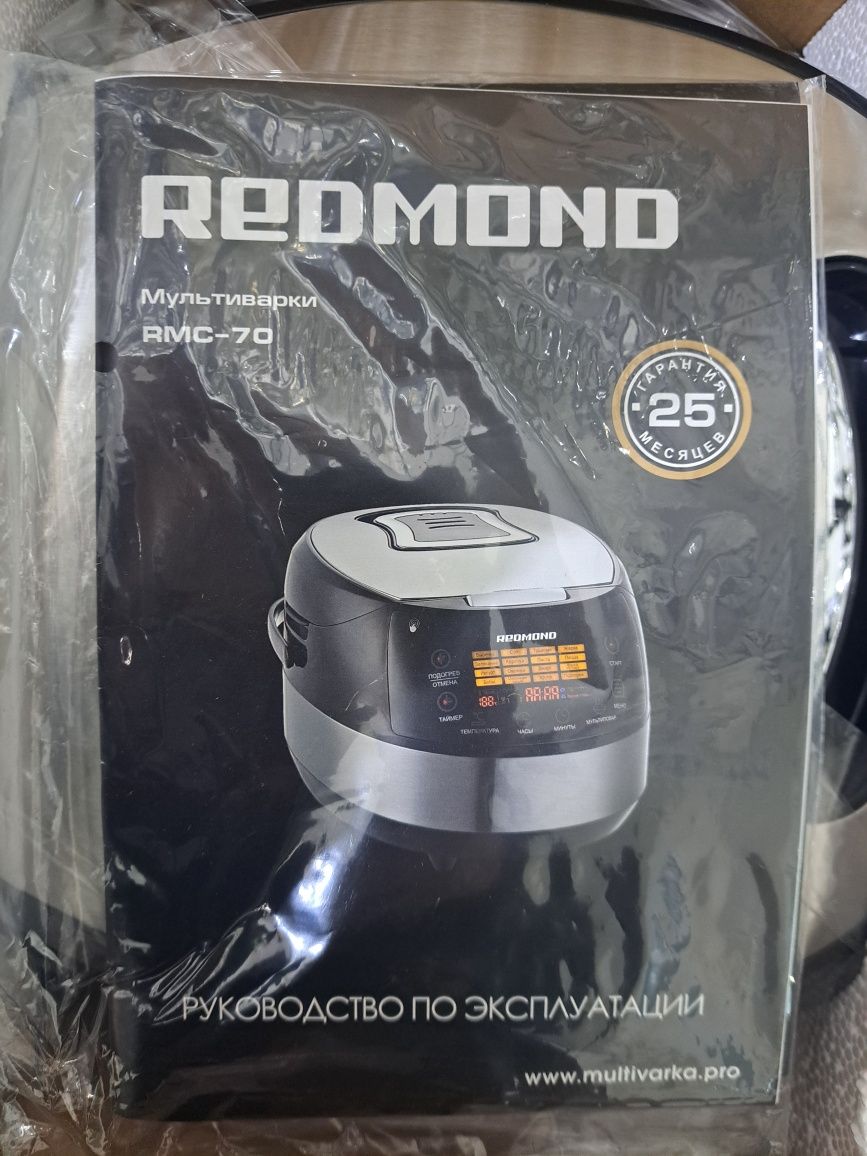 REDMOND
Мультиварки
RMC-70
ГАРАНТИЯ
25
МЕСЯЦЕВ
REDMOND
ПОДОГРЕВ
ОТМЕНА
СТАРТ
ТАЙМЕР
МЕНЮ
ТЕМПЕРАТУРА
ЧАСЫ
МИНУТЫ
РУКОВОДСТВО ПО ЭКСПЛУАТАЦИИ
www.multivarka.pro